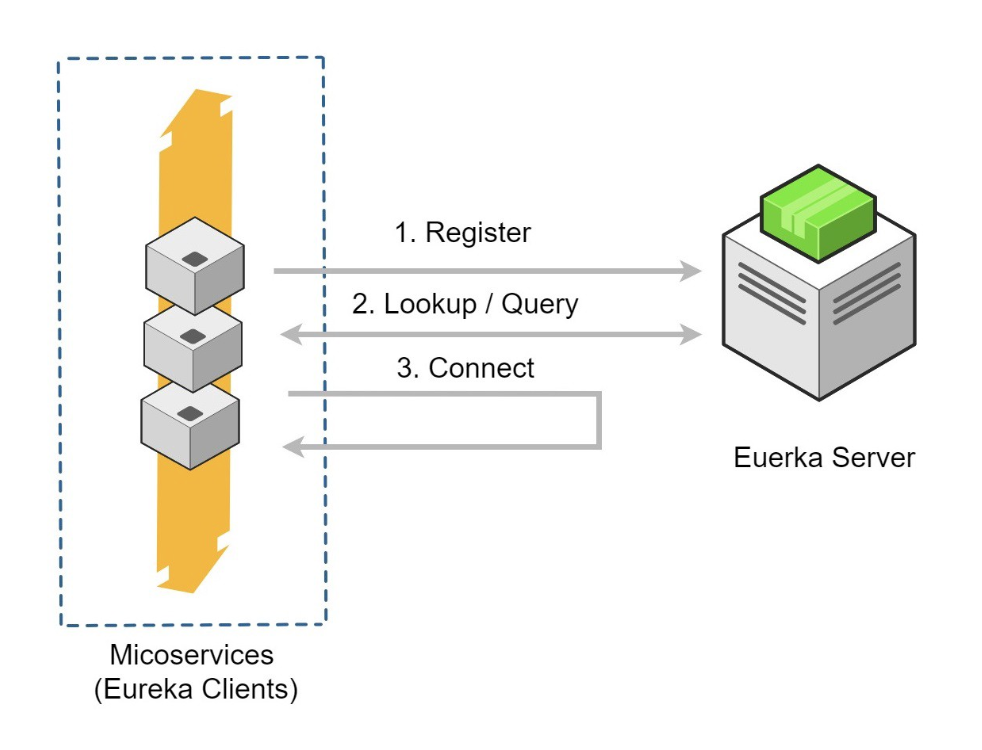 1. Register
2. Lookup / Query
3. Connect
Euerka Server
Micoservices
(Eureka Clients)